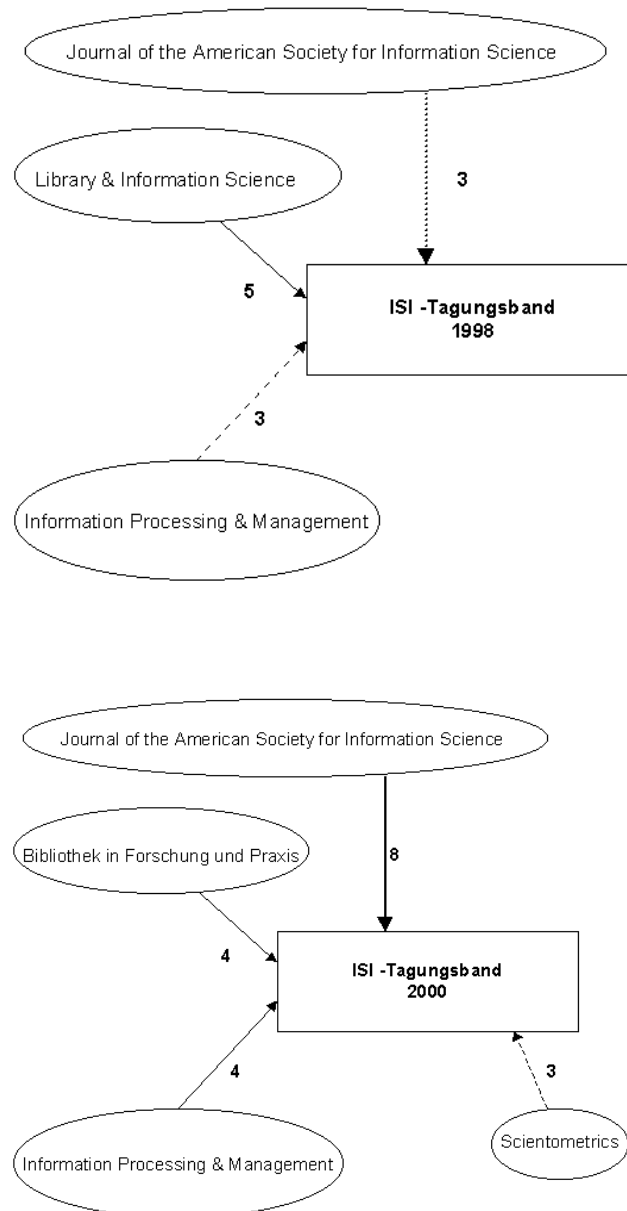 Journal of the American Society for Information Science
Library & Information Science
3
5
ISI -Tagungsband
1998
3
Information Processing & Management
Journal of the American Society for Information Science
Bibliothek in Forschung und Praxis
8
4
ISI -Tagungsband
2000
4
3
Scientometrics
Information Processing & Management